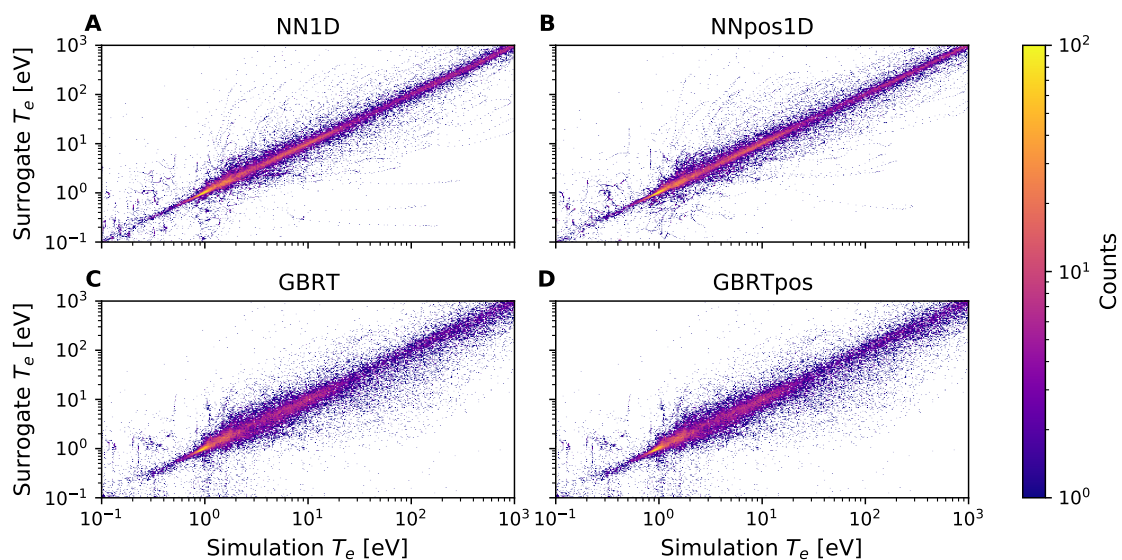 A NN1D
B NNpos1D
Surrogate Tₑ [eV]
10³
10²
10¹
10⁰
10⁻¹
C GBRT
D GBRTpos
Surrogate Tₑ [eV]
10³
10²
10¹
10⁰
10⁻¹
10⁻¹ 10⁰ 10¹ 10² 10³
10⁻¹ 10⁰ 10¹ 10² 10³
Simulation Tₑ [eV]
Simulation Tₑ [eV]
10²
10¹
10⁰
Counts